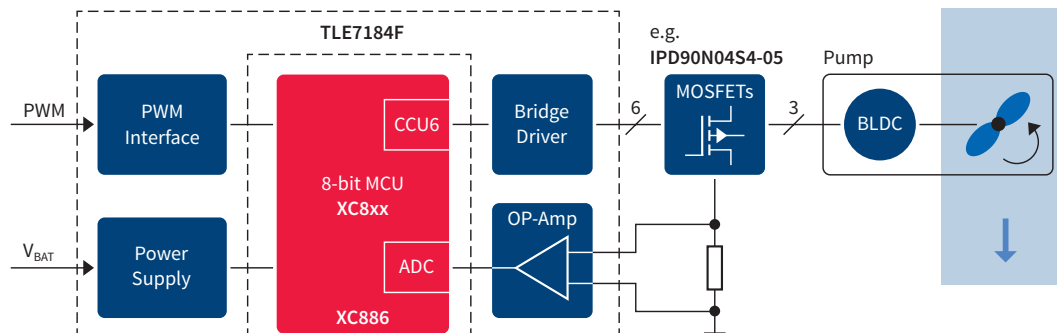 TLE7184F
e.g.
IPD90N04S4-05
PWM
PWM
Interface
CCU6
Bridge
Driver
6
MOSFETs
3
Pump
BLDC
8-bit MCU
XC8xx
V_BAT
Power
Supply
ADC
OP-Amp
XC886